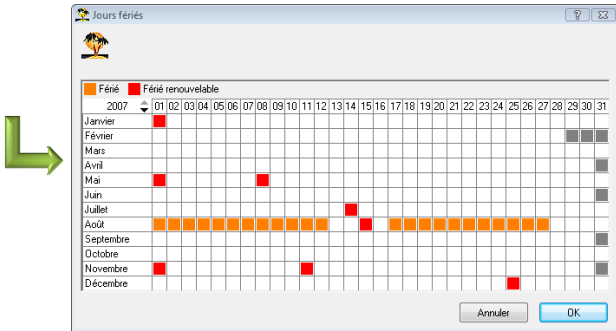 Jours fériés
Férié Férié renouvelable
2007 01 02 03 04 05 06 07 08 09 10 11 12 13 14 15 16 17 18 19 20 21 22 23 24 25 26 27 28 29 30 31
Janvier
Février
Mars
Avril
Mai
Juin
Juillet
Août
Septembre
Octobre
Novembre
Décembre
Annuler OK